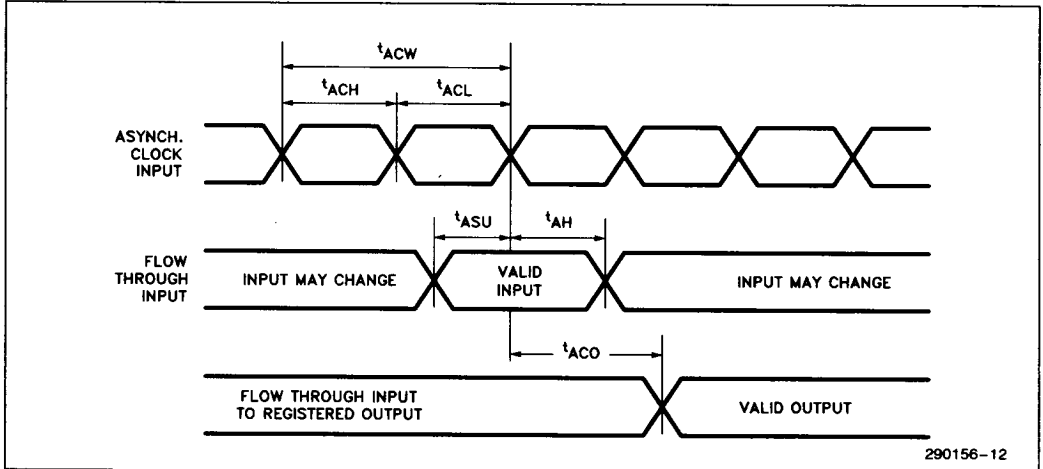 tACW
tACH
tACL
ASYNCH.
CLOCK
INPUT
tASU
tAH
FLOW
THROUGH
INPUT
INPUT MAY CHANGE
VALID
INPUT
INPUT MAY CHANGE
tACO
FLOW THROUGH INPUT
TO REGISTERED OUTPUT
VALID OUTPUT
290156–12